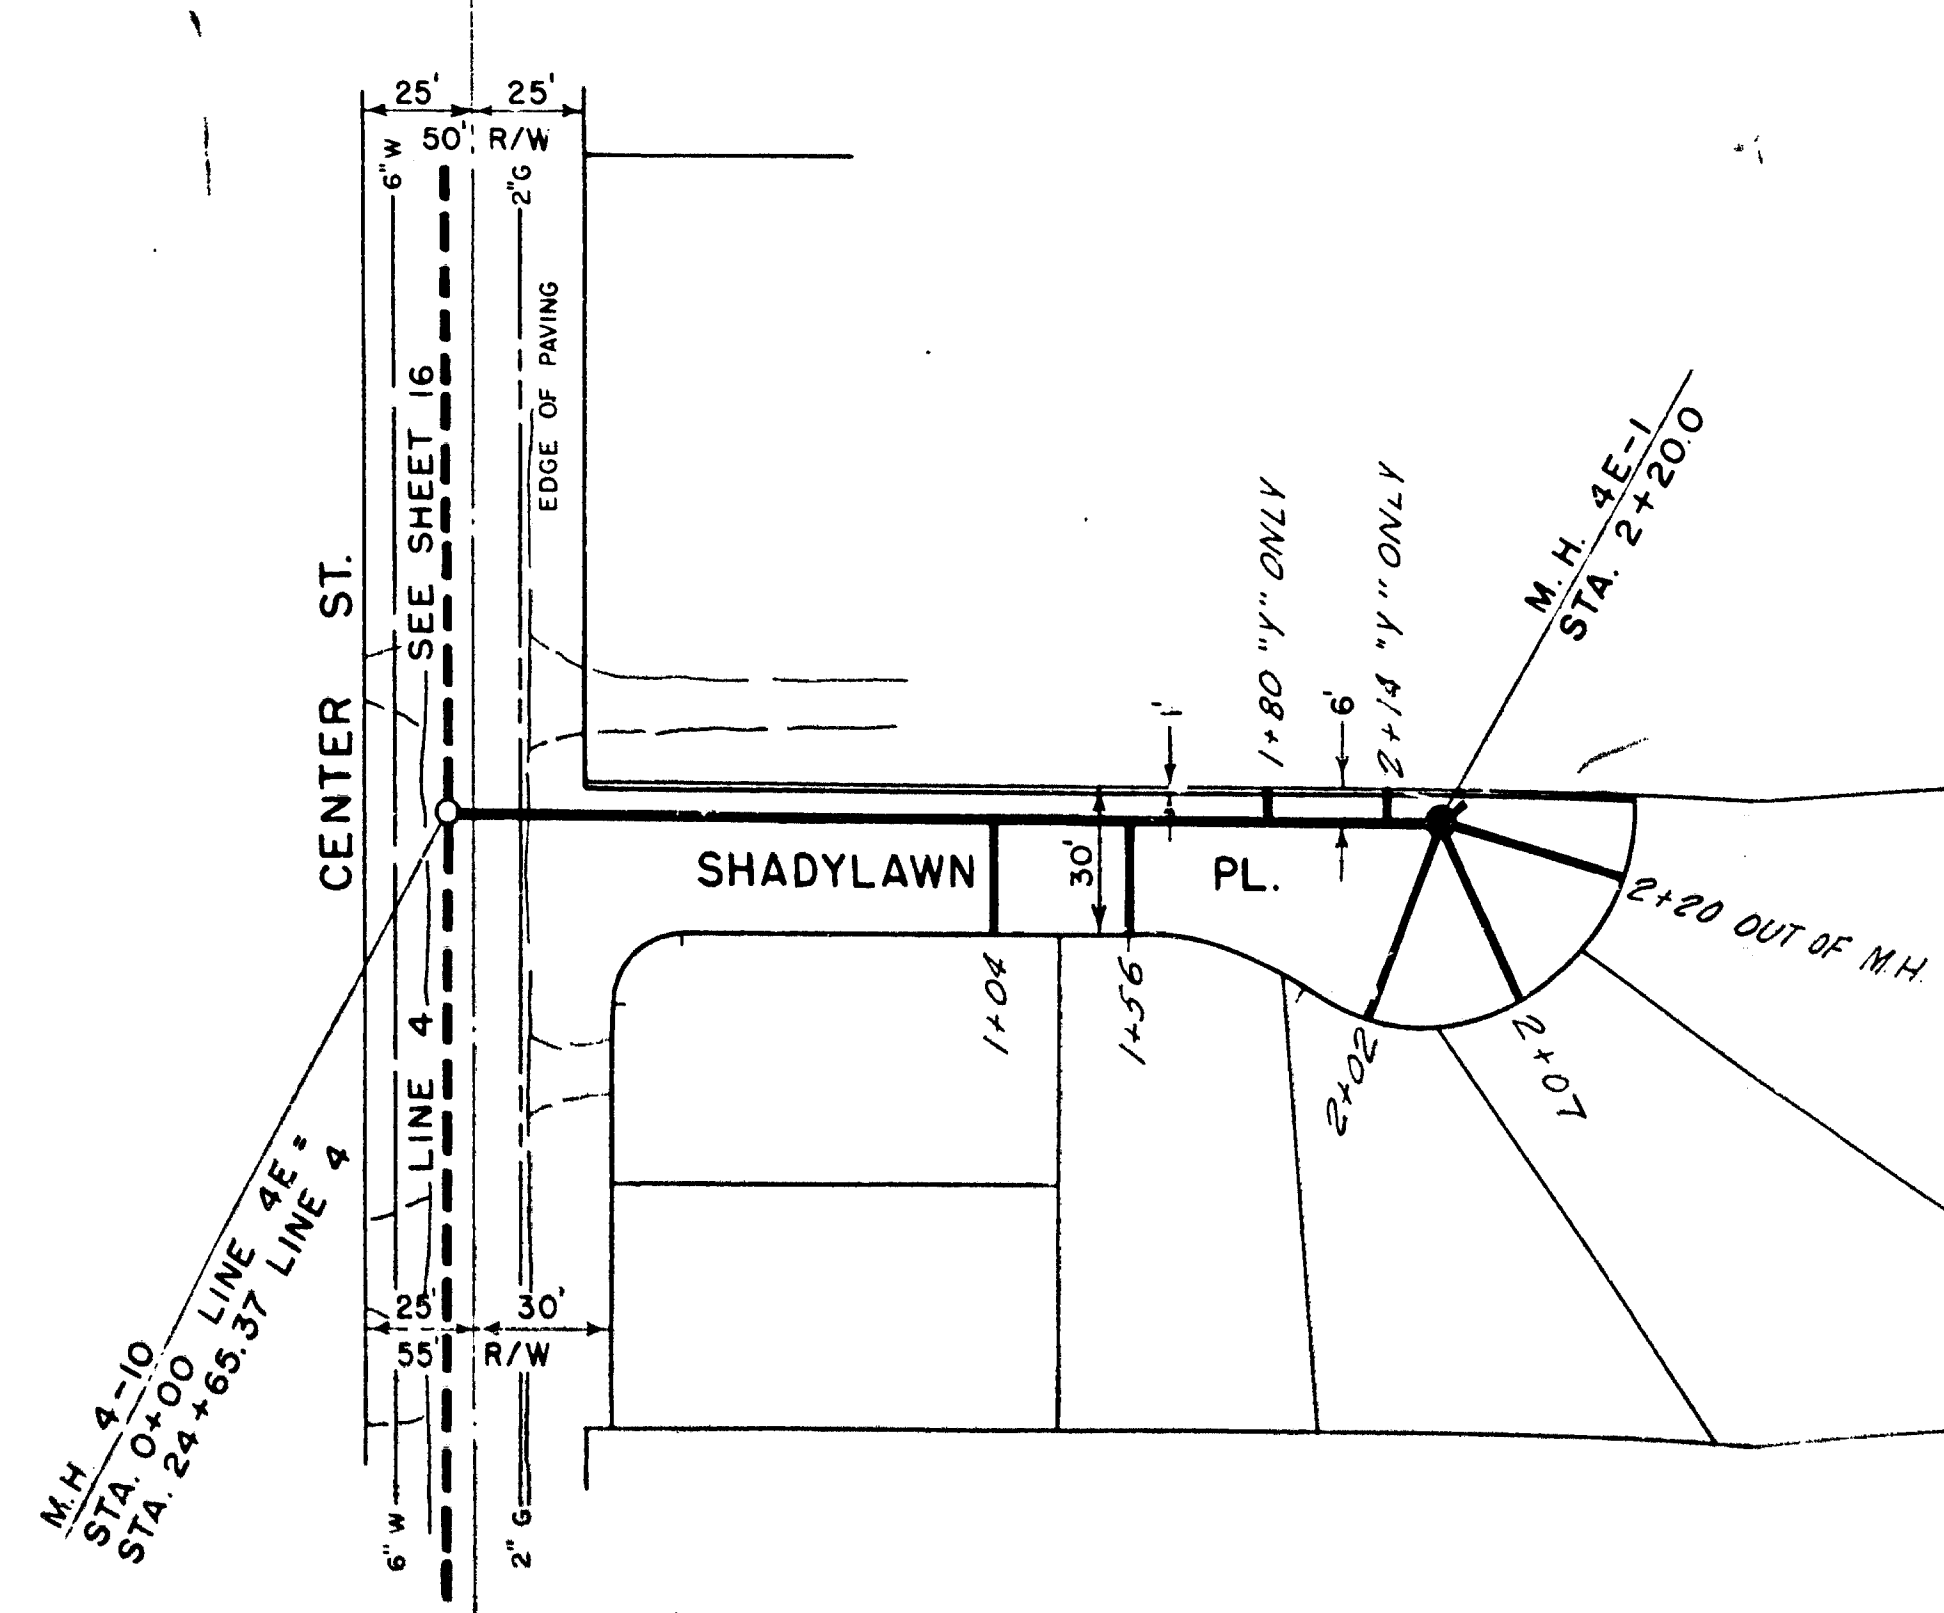 25' 25'
50' R/W
6" W
2" G
EDGE OF PAVING
SEE SHEET 16
CENTER ST.
LINE 4
M.H. 4E-1
STA. 2+20.0
1+80 "Y" ONLY
2+14 "Y" ONLY
1'
6'
30'
SHADYLAWN PL.
1+04
1+56
2+02
2+07
2+20 OUT OF M.H.
M.H 4-10
STA. 0+00 LINE 4E =
STA. 24+65.37 LINE 4
25' 30'
55' R/W
6" W
2" G